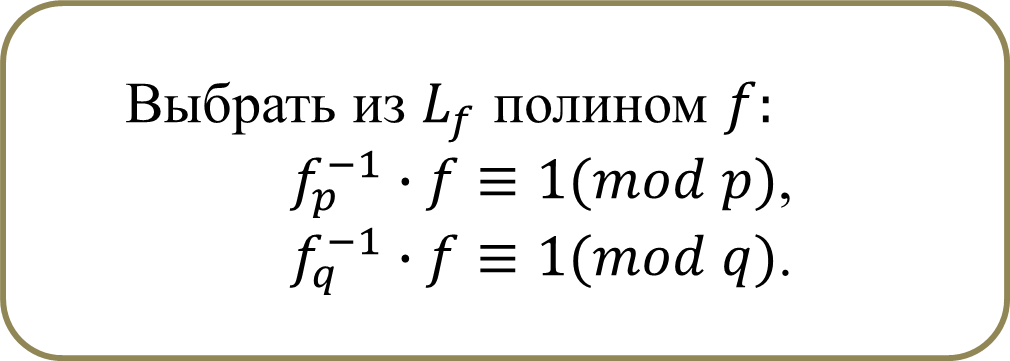 Выбрать из L_f полином f:
f_p^{-1} · f ≡ 1(mod p),
f_q^{-1} · f ≡ 1(mod q).